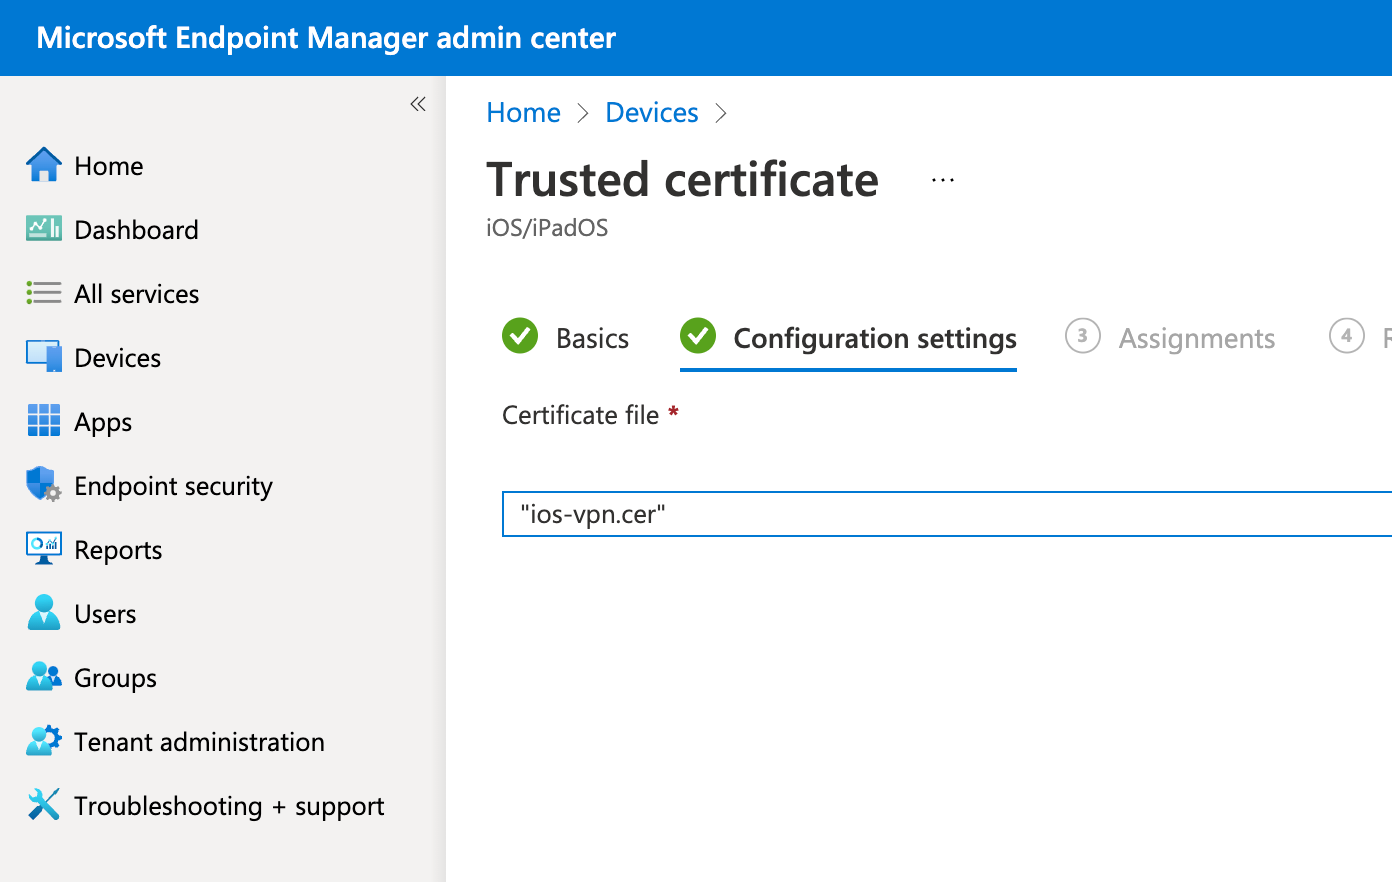 Microsoft Endpoint Manager admin center
Home
Dashboard
All services
Devices
Apps
Endpoint security
Reports
Users
Groups
Tenant administration
Troubleshooting + support
Home > Devices >
Trusted certificate ...
iOS/iPadOS
Basics Configuration settings 3 Assignments 4
Certificate file *
"ios-vpn.cer"